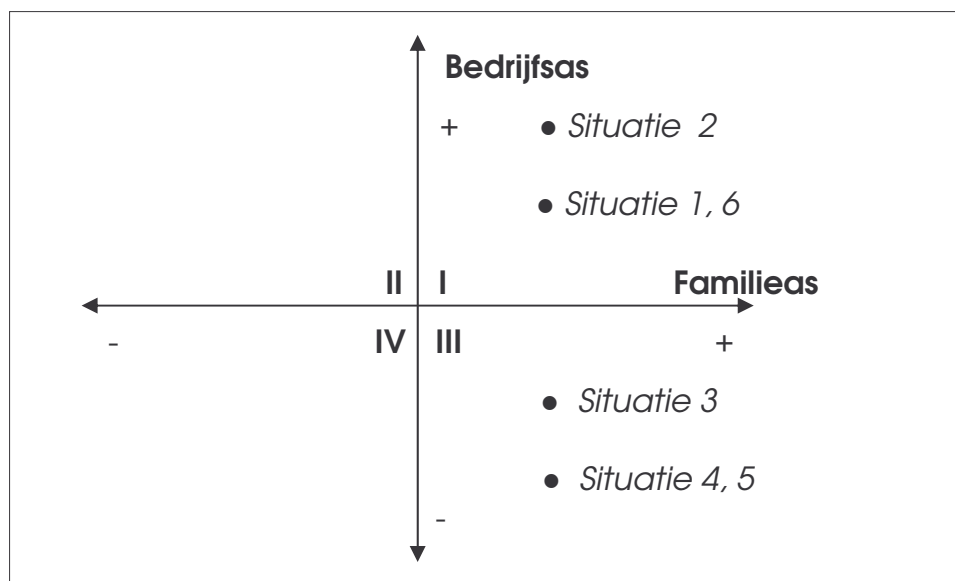 Bedrijfsas
+ ● Situatie 2
● Situatie 1, 6
II I Familieas
- IV III +
● Situatie 3
● Situatie 4, 5
-